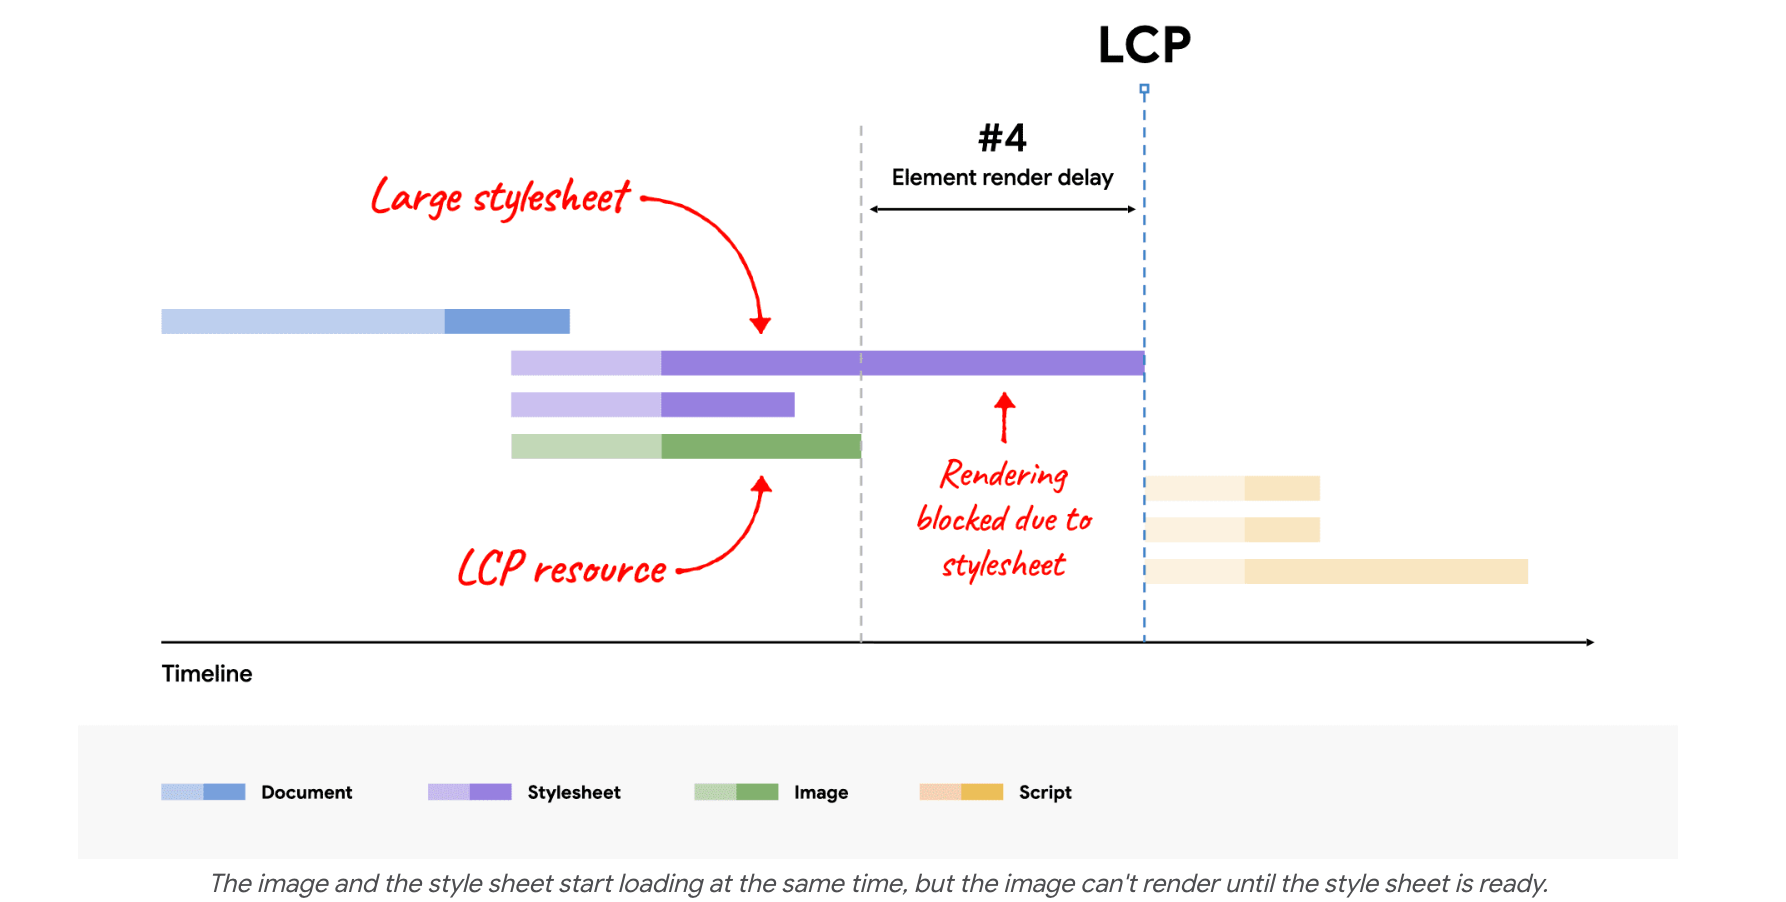 LCP
#4
Element render delay
Large stylesheet
Rendering
blocked due to
stylesheet
LCP resource
Timeline
Document
Stylesheet
Image
Script
The image and the style sheet start loading at the same time, but the image can't render until the style sheet is ready.